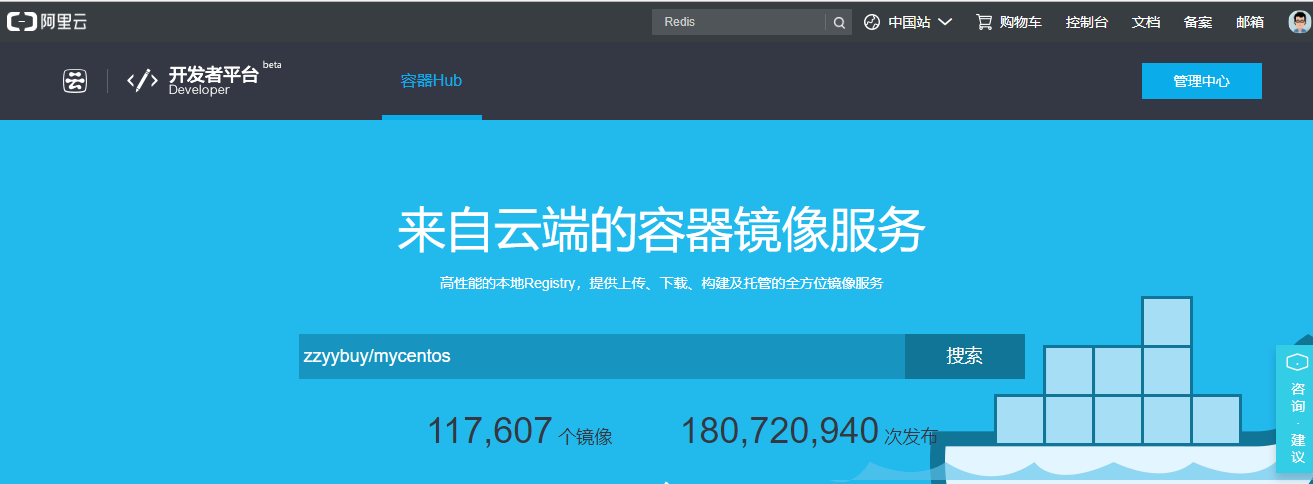 阿里云 Redis 中国站 购物车 控制台 文档 备案 邮箱
开发者平台 beta
Developer
容器Hub
管理中心
来自云端的容器镜像服务
高性能的本地Registry，提供上传、下载、构建及托管的全方位镜像服务
zzyybuy/mycentos 搜索
117,607 个镜像 180,720,940 次发布
咨询·建议